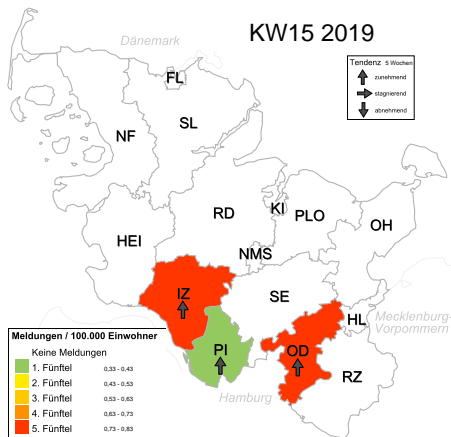 KW15 2019
Dänemark
Tendenz 5 Wochen
zunehmend
stagnierend
abnehmend
FL
SL
NF
RD
KI
PLO
OH
HEI
NMS
IZ
SE
HL
Mecklenburg-
Vorpommern
PI
OD
RZ
Hamburg
Meldungen / 100.000 Einwohner
Keine Meldungen
1. Fünftel 0,33 - 0,43
2. Fünftel 0,43 - 0,53
3. Fünftel 0,53 - 0,63
4. Fünftel 0,63 - 0,73
5. Fünftel 0,73 - 0,83